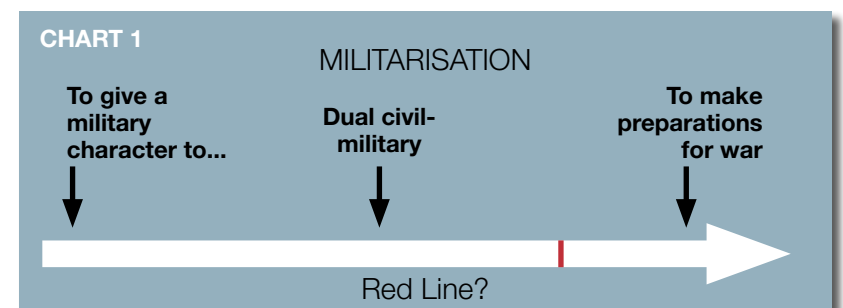 CHART 1
MILITARISATION
To give a
military
character to...
Dual civil-
military
To make
preparations
for war
Red Line?